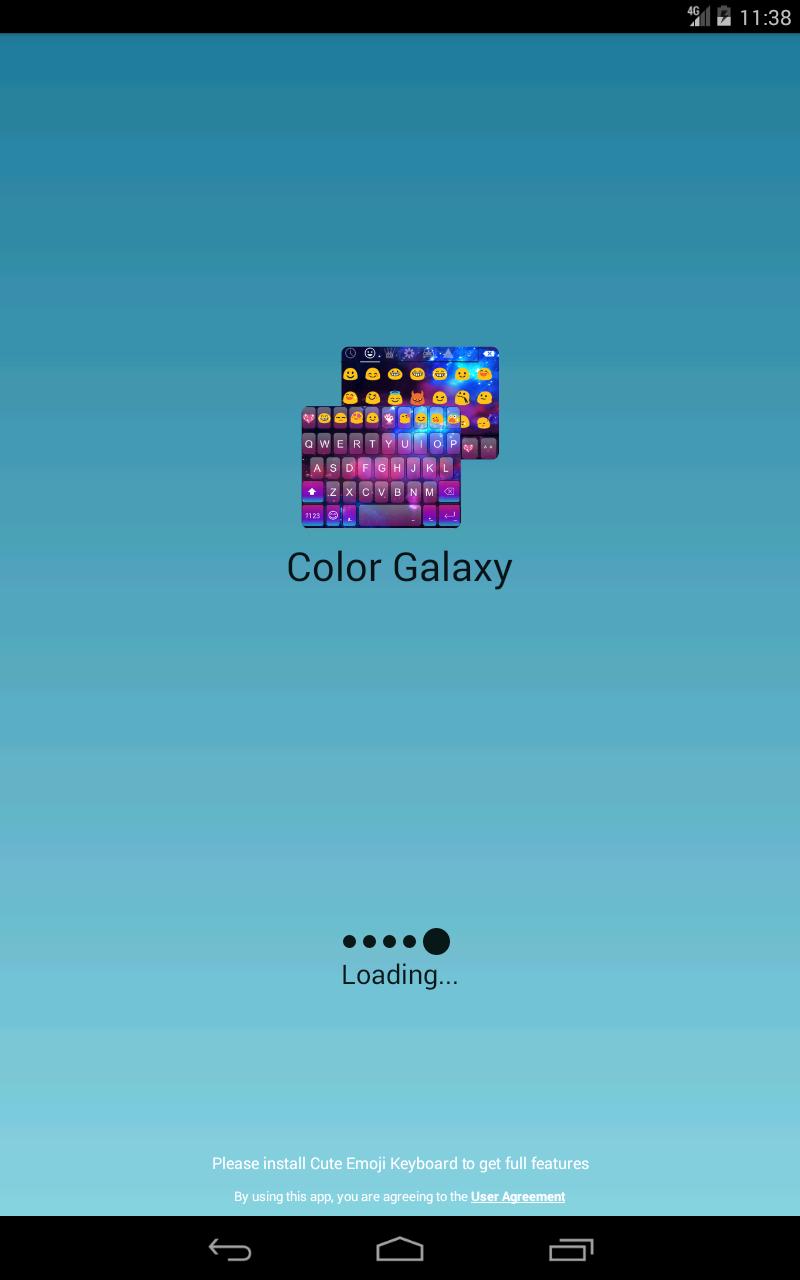 4G 11:38
Q W E R T Y U I O P
A S D F G H J K L
Z X C V B N M
?123
Color Galaxy
Loading...
Please install Cute Emoji Keyboard to get full features
By using this app, you are agreeing to the User Agreement